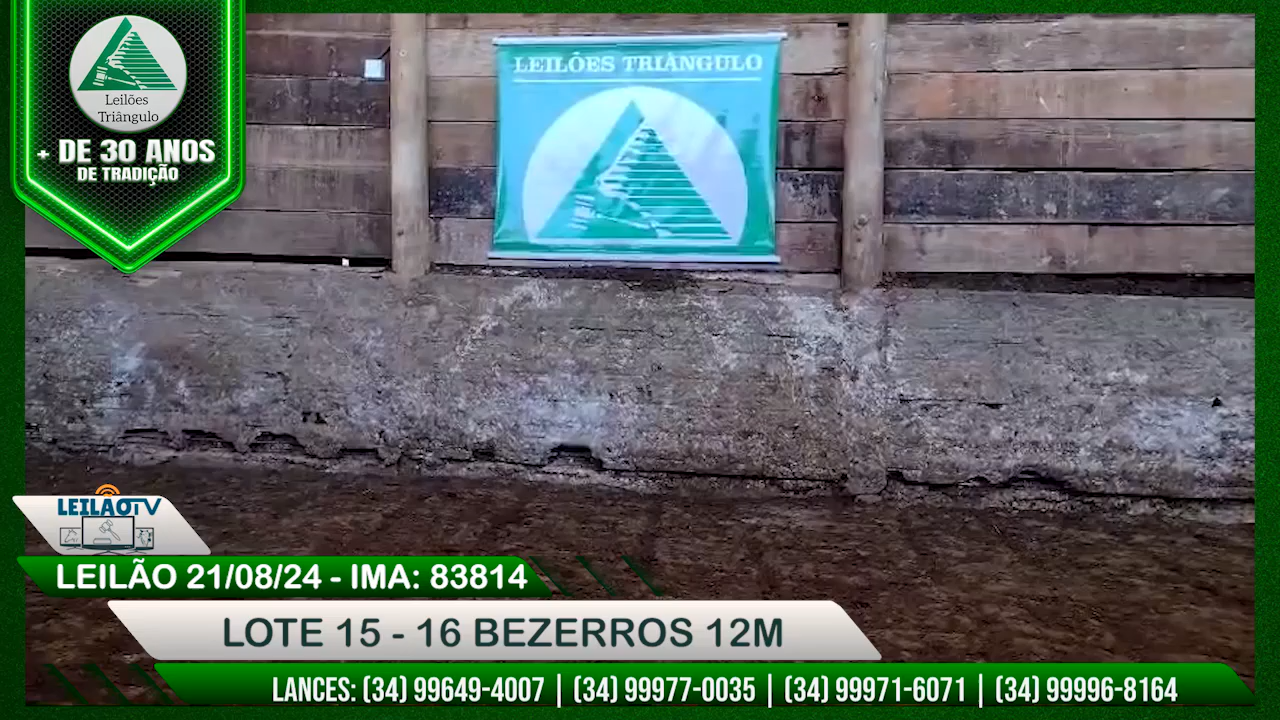 Leilões
Triângulo
+ DE 30 ANOS
DE TRADIÇÃO
LEILÕES TRIÂNGULO
LEILÃOTV
LEILÃO 21/08/24 - IMA: 83814
LOTE 15 - 16 BEZERROS 12M
LANCES: (34) 99649-4007 | (34) 99977-0035 | (34) 99971-6071 | (34) 99996-8164